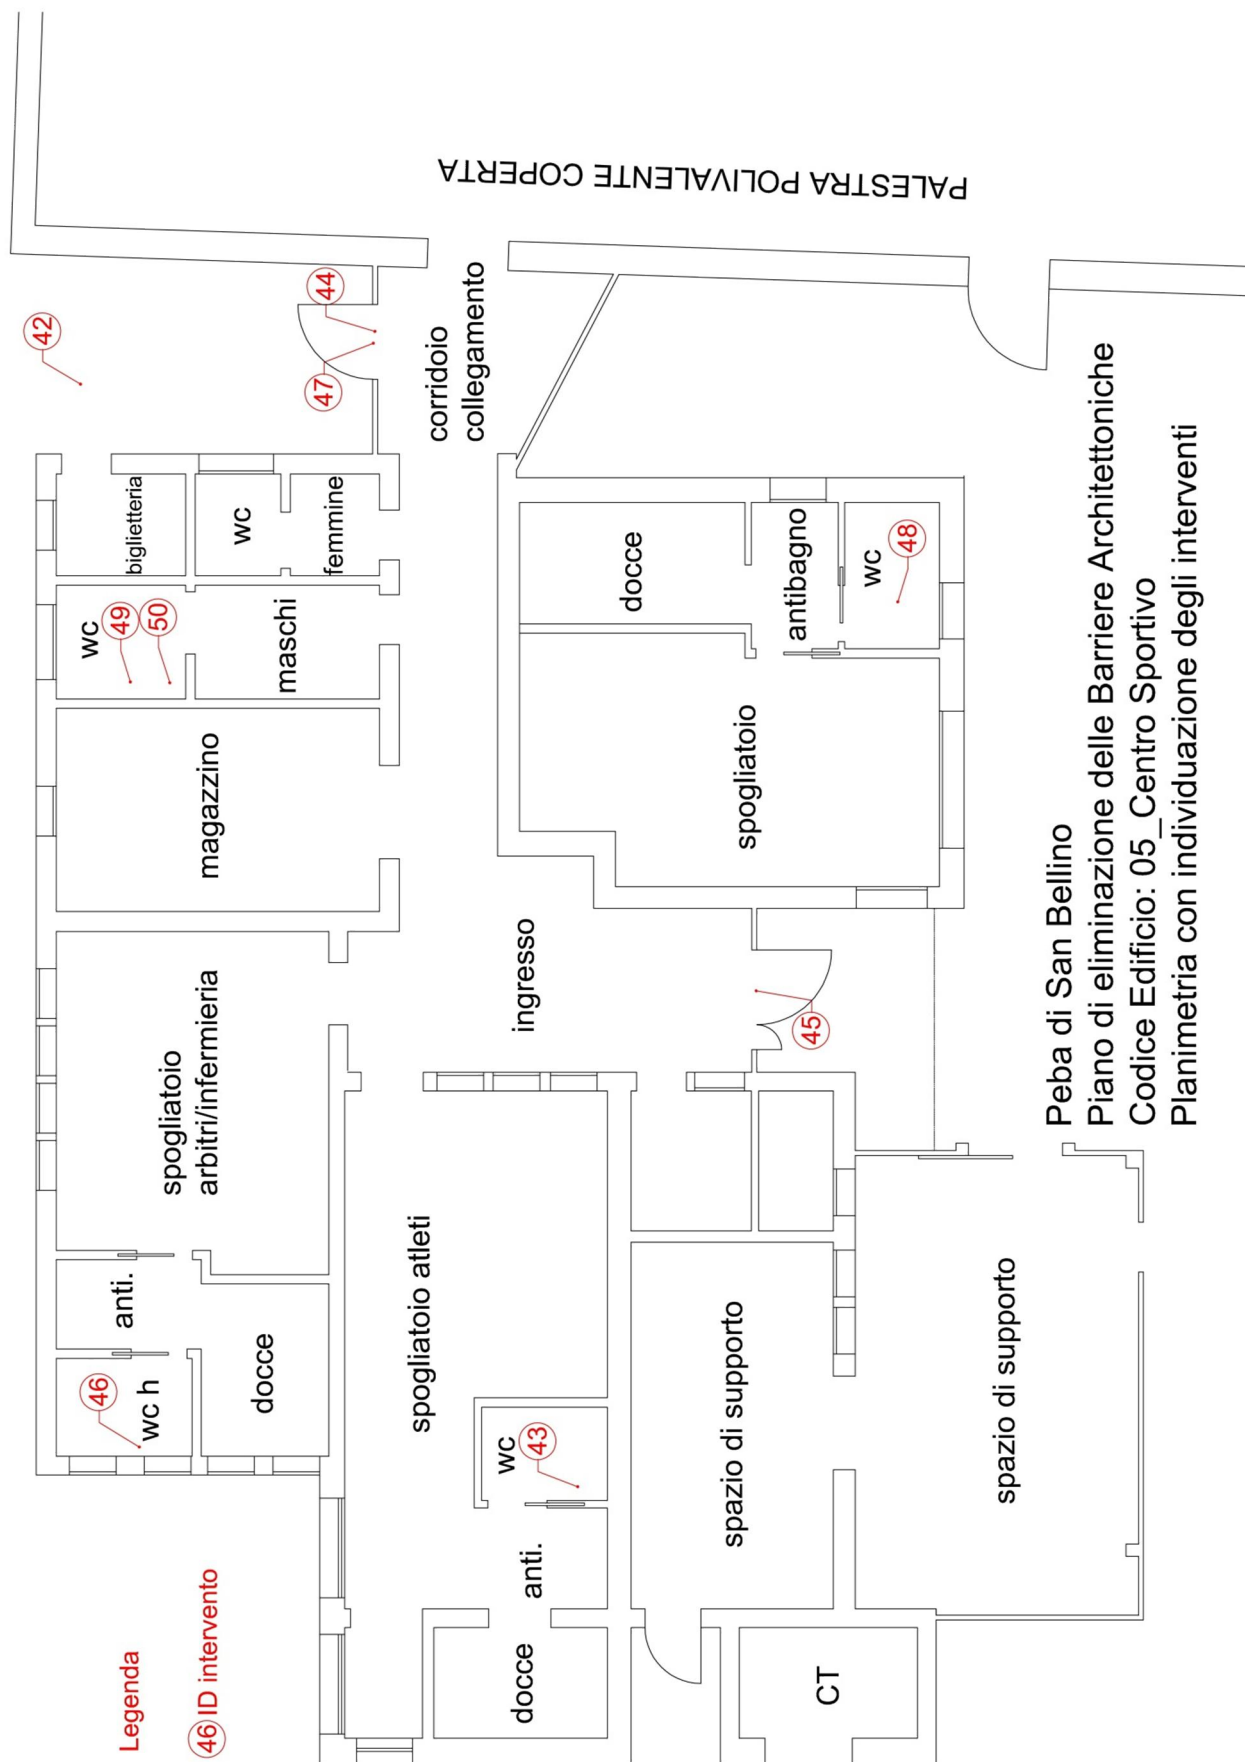 Legenda
46 ID intervento
46
wc h
anti.
docce
spogliatoio
arbitri/infermieria
magazzino
wc
49
50
maschi
biglietteria
wc
femmine
42
47
44
corridoio
collegamento
PALESTRA POLIVALENTE COPERTA
docce
anti.
wc
43
spogliatoio atleti
ingresso
45
spogliatoio
docce
antibagno
wc
48
CT
spazio di supporto
spazio di supporto
Peba di San Bellino
Piano di eliminazione delle Barriere Architettoniche
Codice Edificio: 05_Centro Sportivo
Planimetria con individuazione degli interventi